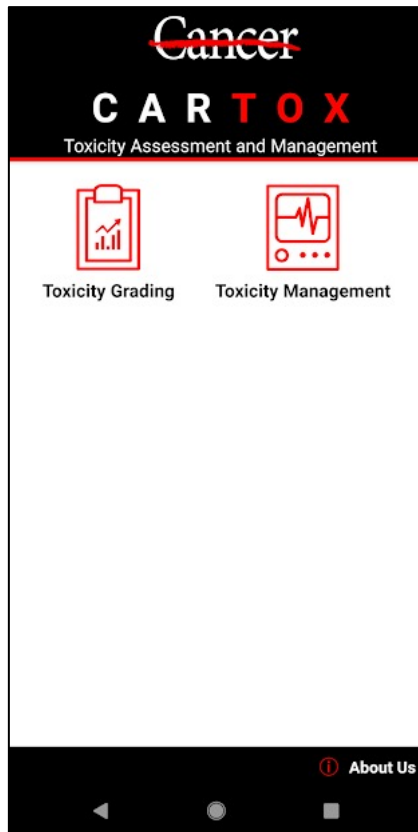 Cancer
CARTOX
Toxicity Assessment and Management
Toxicity Grading
Toxicity Management
About Us